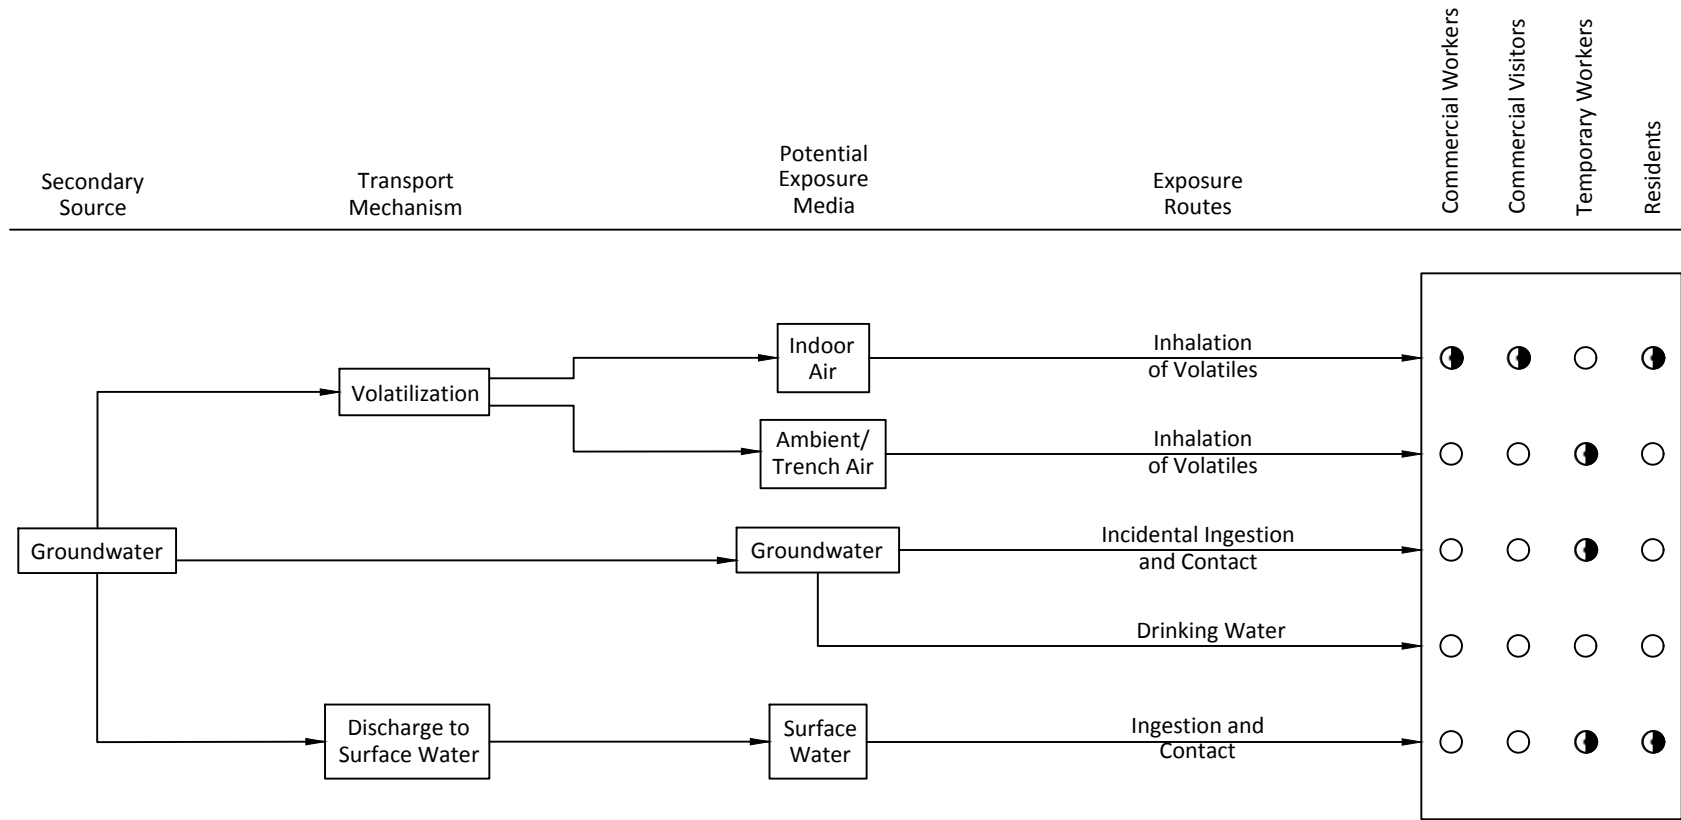 Secondary
Source
Transport
Mechanism
Potential
Exposure
Media
Exposure
Routes
Commercial Workers
Commercial Visitors
Temporary Workers
Residents
Indoor
Air
Inhalation
of Volatiles
Volatilization
Ambient/
Trench Air
Inhalation
of Volatiles
Groundwater
Groundwater
Incidental Ingestion
and Contact
Drinking Water
Discharge to
Surface Water
Surface
Water
Ingestion and
Contact